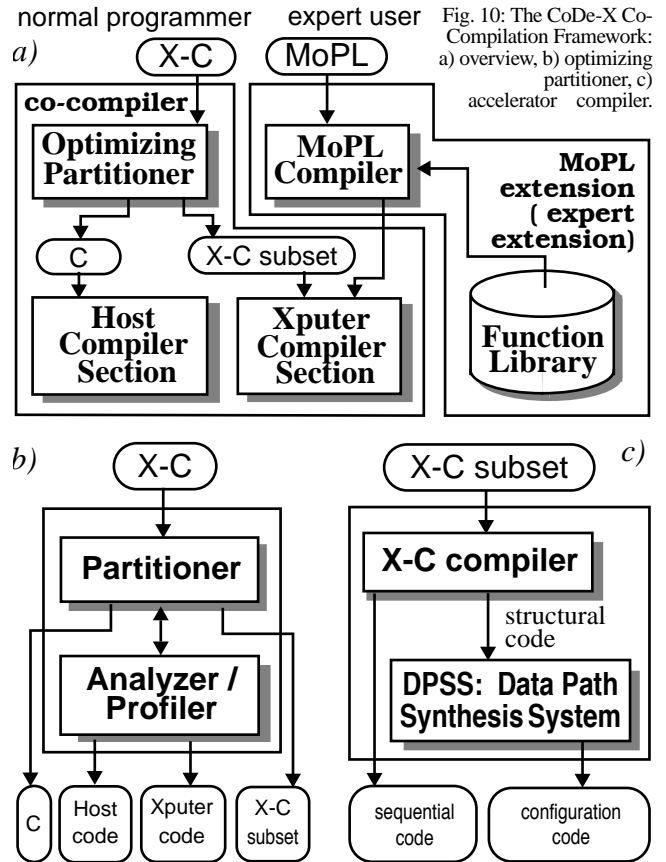 normal programmer
expert user
Fig. 10: The CoDe-X Co-
Compilation Framework:
a) overview, b) optimizing
partitioner, c)
accelerator compiler.
a)
X-C
MoPL
co-compiler
Optimizing
Partitioner
MoPL
Compiler
MoPL
extension
( expert
extension)
C
X-C subset
Host
Compiler
Section
Xputer
Compiler
Section
Function
Library
b)
X-C
Partitioner
Analyzer /
Profiler
C
Host
code
Xputer
code
X-C
subset
c)
X-C subset
X-C compiler
structural
code
DPSS: Data Path
Synthesis System
sequential
code
configuration
code